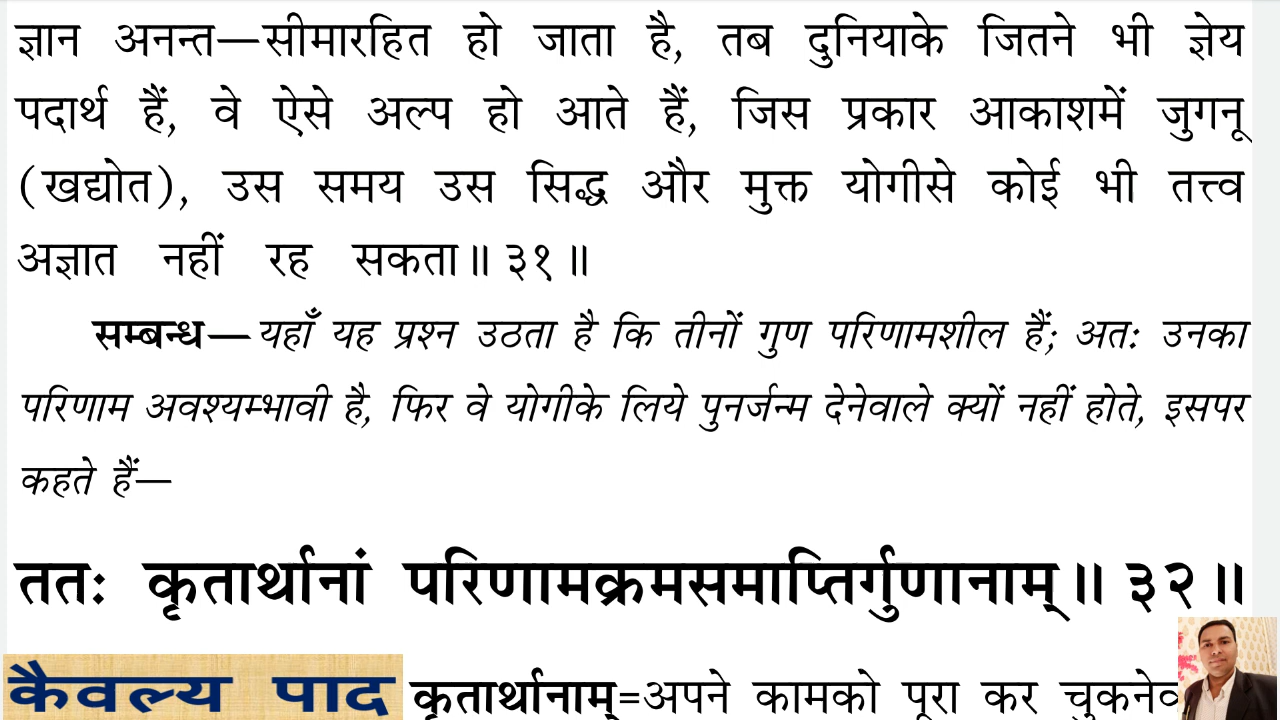 ज्ञान अनन्त—सीमारहित हो जाता है, तब दुनियाके जितने भी ज्ञेय
पदार्थ हैं, वे ऐसे अल्प हो आते हैं, जिस प्रकार आकाशमें जुगनू
(खद्योत), उस समय उस सिद्ध और मुक्त योगीसे कोई भी तत्त्व
अज्ञात नहीं रह सकता॥ ३१॥
सम्बन्ध—यहाँ यह प्रश्न उठता है कि तीनों गुण परिणामशील हैं; अतः उनका
परिणाम अवश्यम्भावी है, फिर वे योगीके लिये पुनर्जन्म देनेवाले क्यों नहीं होते, इसपर
कहते हैं—
ततः कृतार्थानां परिणामक्रमसमाप्तिर्गुणानाम्॥ ३२॥
कैवल्य पाद
कृतार्थानाम्=अपने कामको पूरा कर